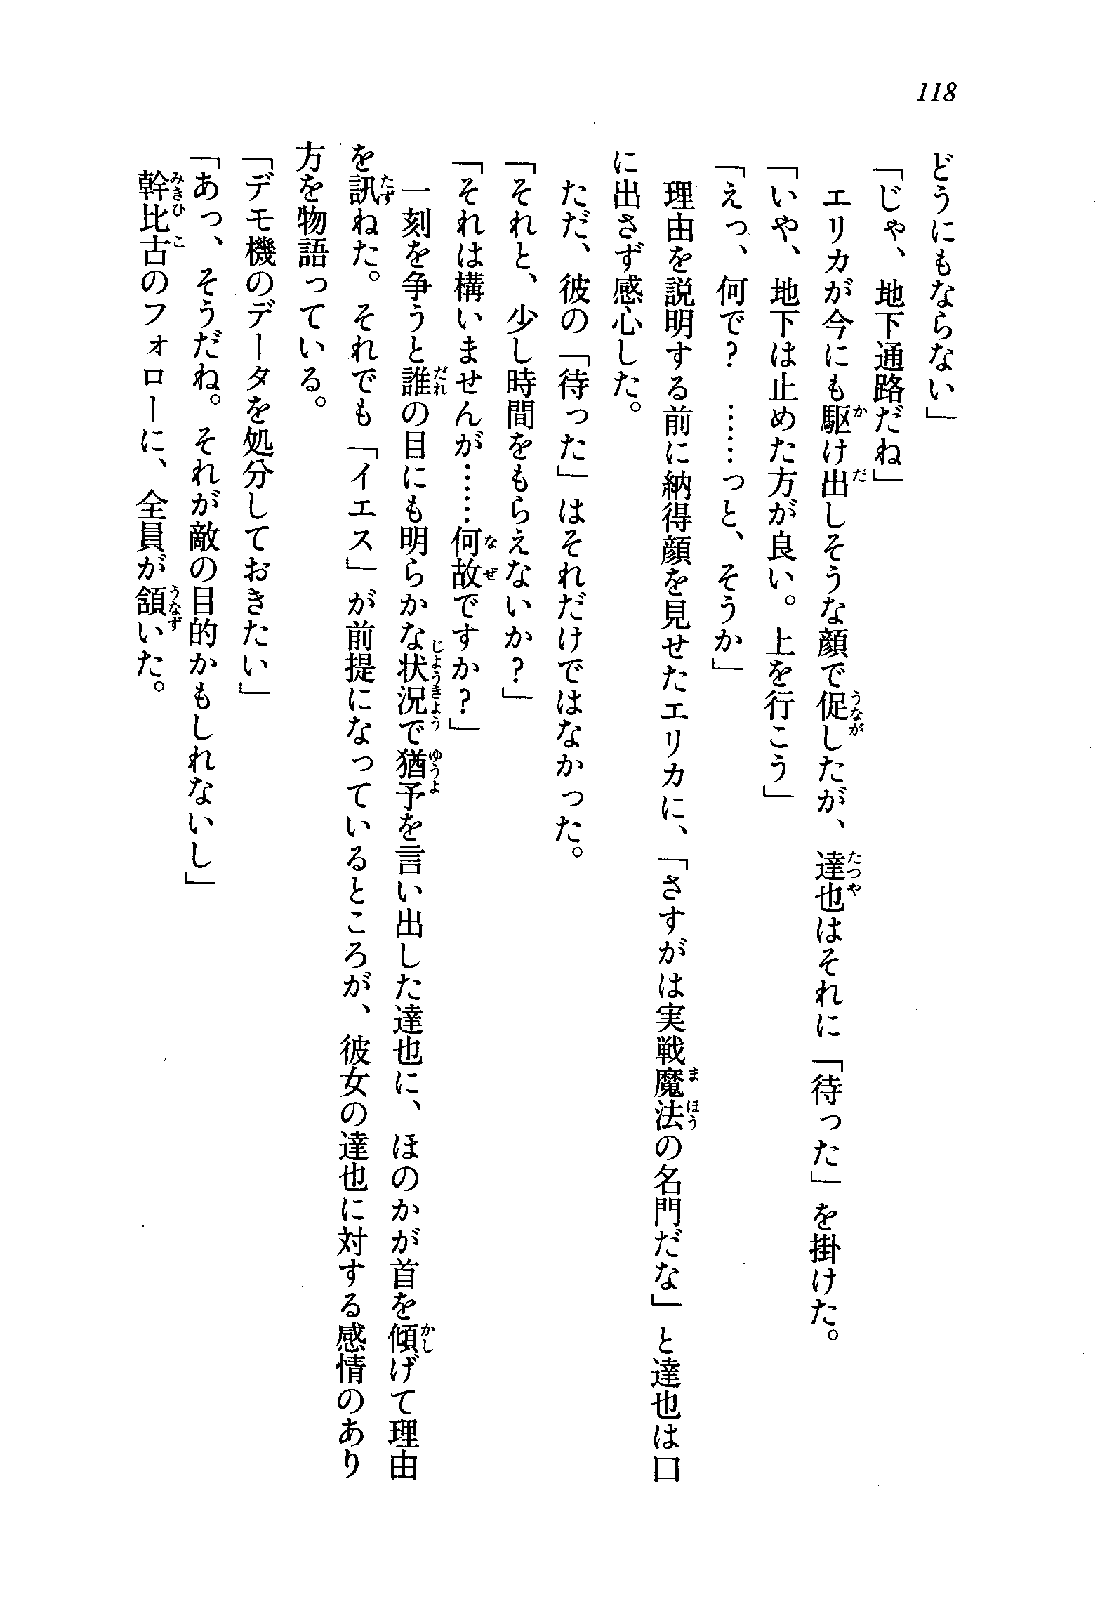 118
どうにもならない」
「じゃ、地下通路だね」
エリカが今にも駆け出しそうな顔で促したが、達也はそれに「待った」を掛けた。
「いや、地下は止めた方が良い。上を行こう」
「えっ、何で？　……っと、そうか」
理由を説明する前に納得顔を見せたエリカに、「さすがは実戦魔法の名門だな」と達也は口
に出さず感心した。
ただ、彼の「待った」はそれだけではなかった。
「それと、少し時間をもらえないか？」
「それは構いませんが……何故ですか？」
一刻を争うと誰の目にも明らかな状況で猶予を言い出した達也に、ほのかが首を傾げて理由
を訊ねた。それでも「イエス」が前提になっているところが、彼女の達也に対する感情のあり
方を物語っている。
「デモ機のデータを処分しておきたい」
「あっ、そうだね。それが敵の目的かもしれないし」
幹比古のフォローに、全員が頷いた。